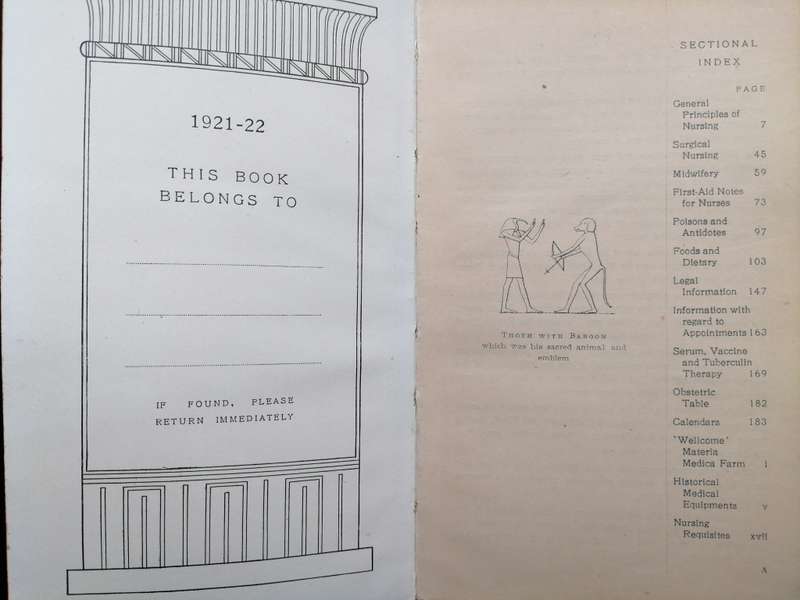 1921-22
THIS BOOK
BELONGS TO
IF FOUND, PLEASE
RETURN IMMEDIATELY
SECTIONAL
INDEX
PAGE
General
Principles of
Nursing 7
Surgical
Nursing 45
Midwifery 59
First-Aid Notes
for Nurses 73
Poisons and
Antidotes 97
Foods and
Dietary 103
Legal
Information 147
Information with
regard to
Appointments 163
Serum, Vaccine
and Tuberculin
Therapy 169
Obstetric
Table 182
Calendars 183
'Wellcome'
Materia
Medica Farm i
Historical
Medical
Equipments v
Nursing
Requisites xvii
A
Thoth with Baboon
which was his sacred animal and
emblem